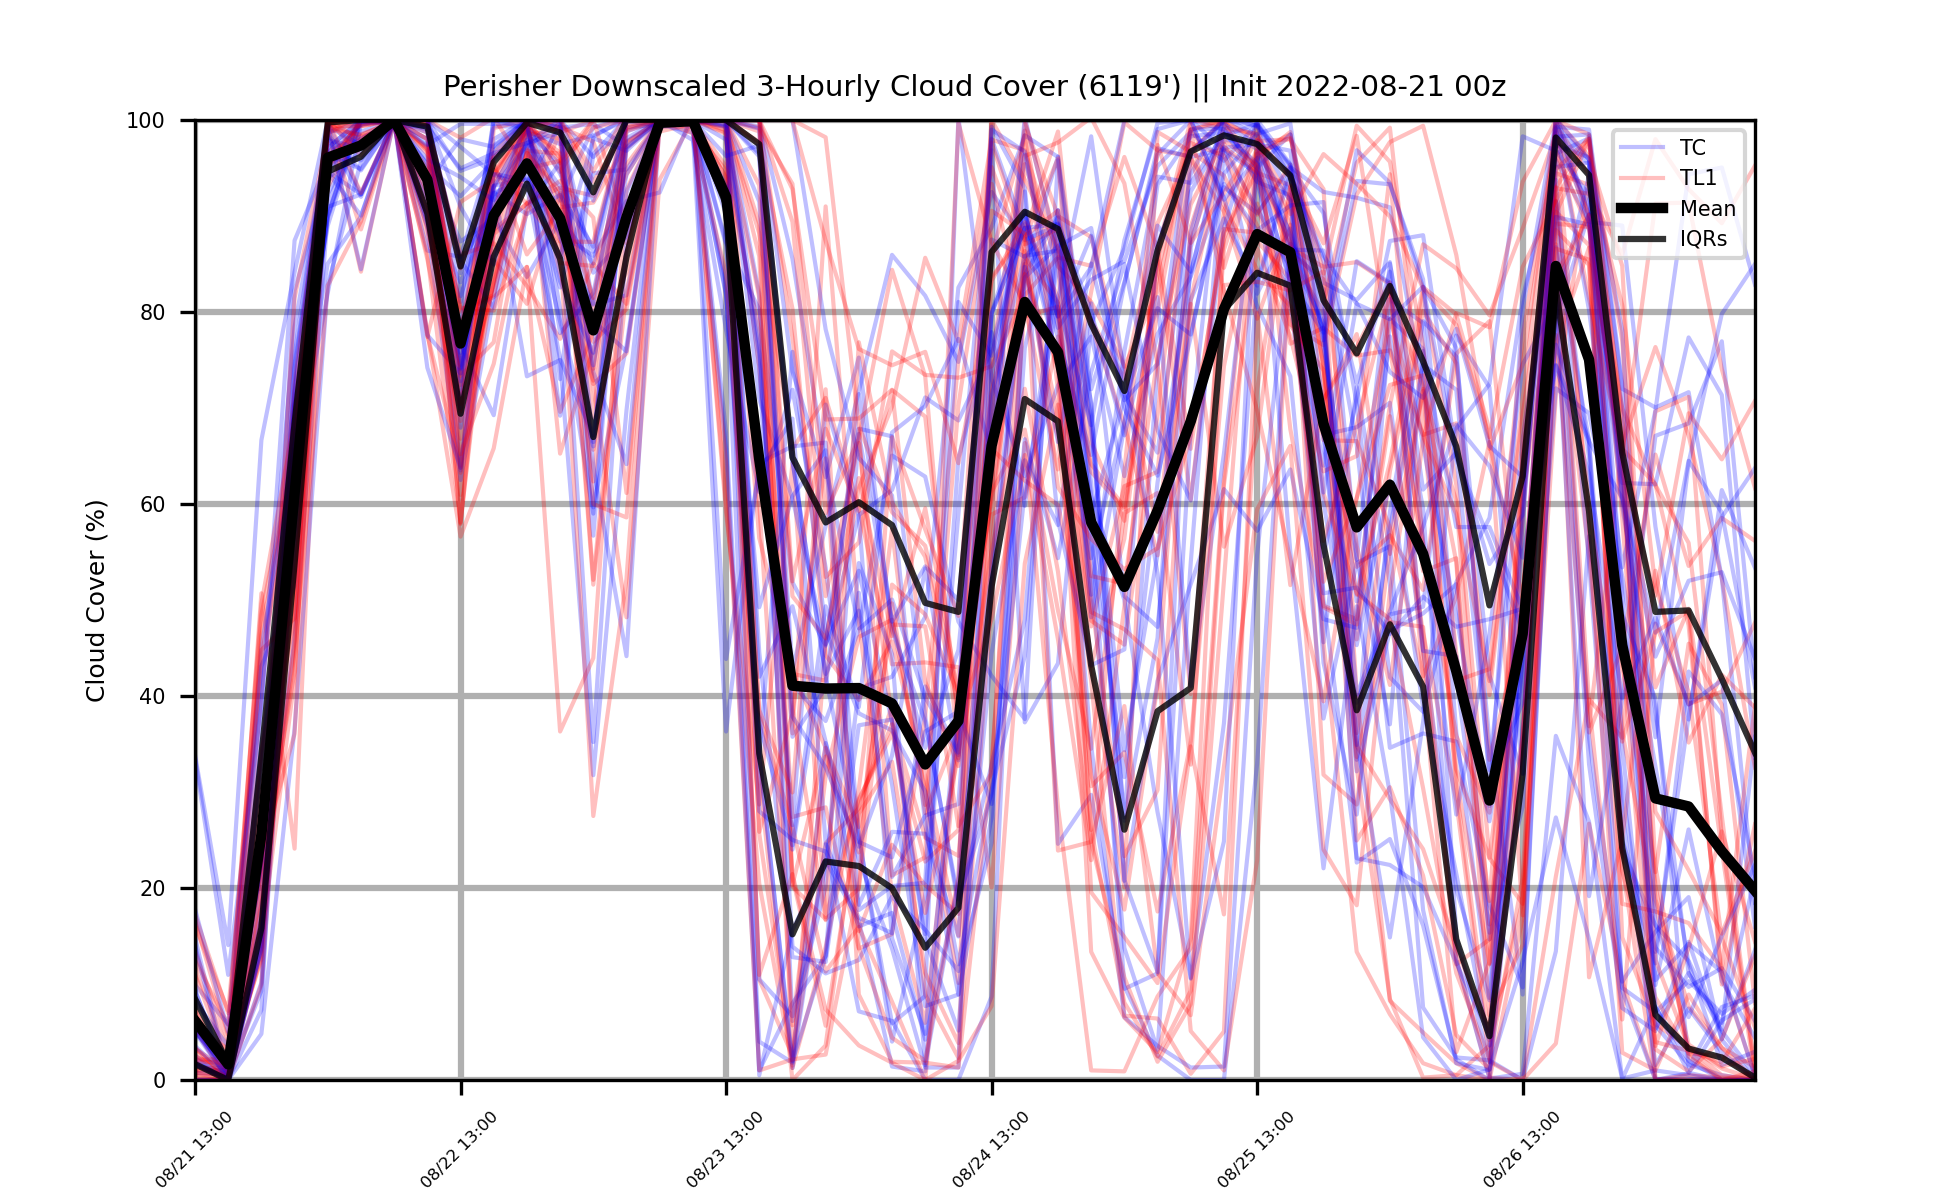 Perisher Downscaled 3-Hourly Cloud Cover (6119') || Init 2022-08-21 00z
Cloud Cover (%)
100
80
60
40
20
0
TC
TL1
Mean
IQRs
08/21 13:00
08/22 13:00
08/23 13:00
08/24 13:00
08/25 13:00
08/26 13:00